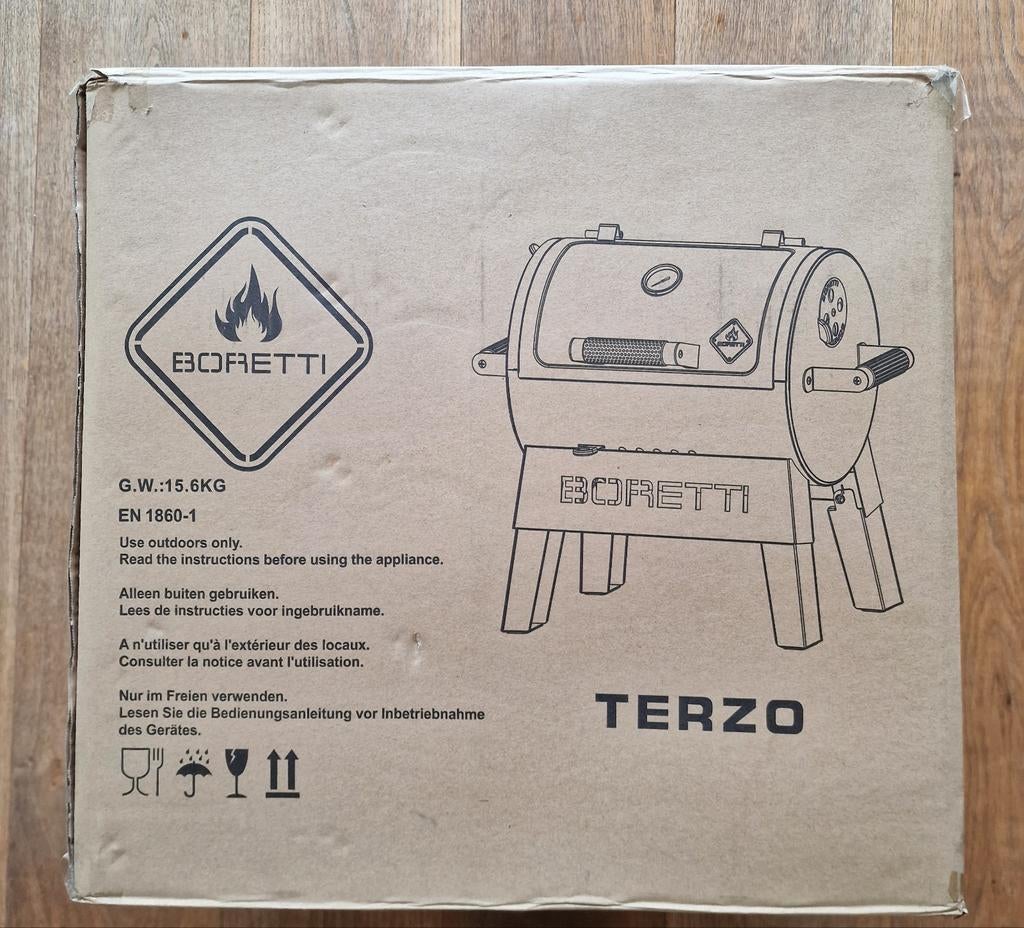 BORETTI
G.W.:15.6KG
EN 1860-1
Use outdoors only.
Read the instructions before using the appliance.
Alleen buiten gebruiken.
Lees de instructies voor ingebruikname.
A n'utiliser qu'à l'extérieur des locaux.
Consulter la notice avant l'utilisation.
Nur im Freien verwenden.
Lesen Sie die Bedienungsanleitung vor Inbetriebnahme
des Gerätes.
BORETTI
BORETTI
BORETTI
TERZO